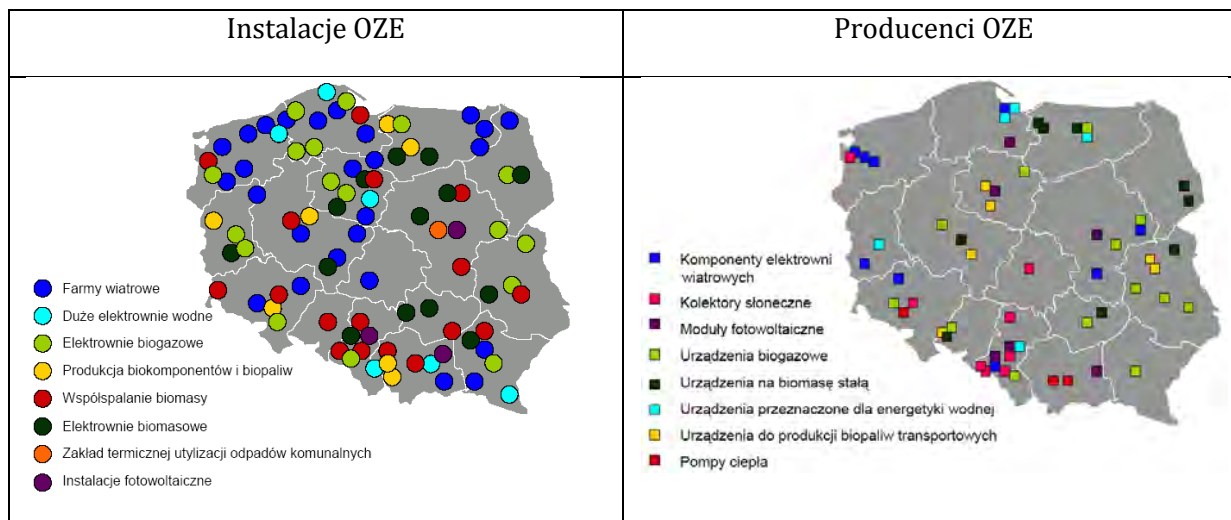 Instalacje OZE
Producenci OZE
Farmy wiatrowe
Duże elektrownie wodne
Elektrownie biogazowe
Produkcja biokomponentów i biopaliw
Współspalanie biomasy
Elektrownie biomasowe
Zakład termicznej utylizacji odpadów komunalnych
Instalacje fotowoltaiczne
Komponenty elektrowni
wiatrowych
Kolektory słoneczne
Moduły fotowoltaiczne
Urządzenia biogazowe
Urządzenia na biomasę stałą
Urządzenia przeznaczone dla energetyki wodnej
Urządzenia do produkcji biopaliw transportowych
Pompy ciepła